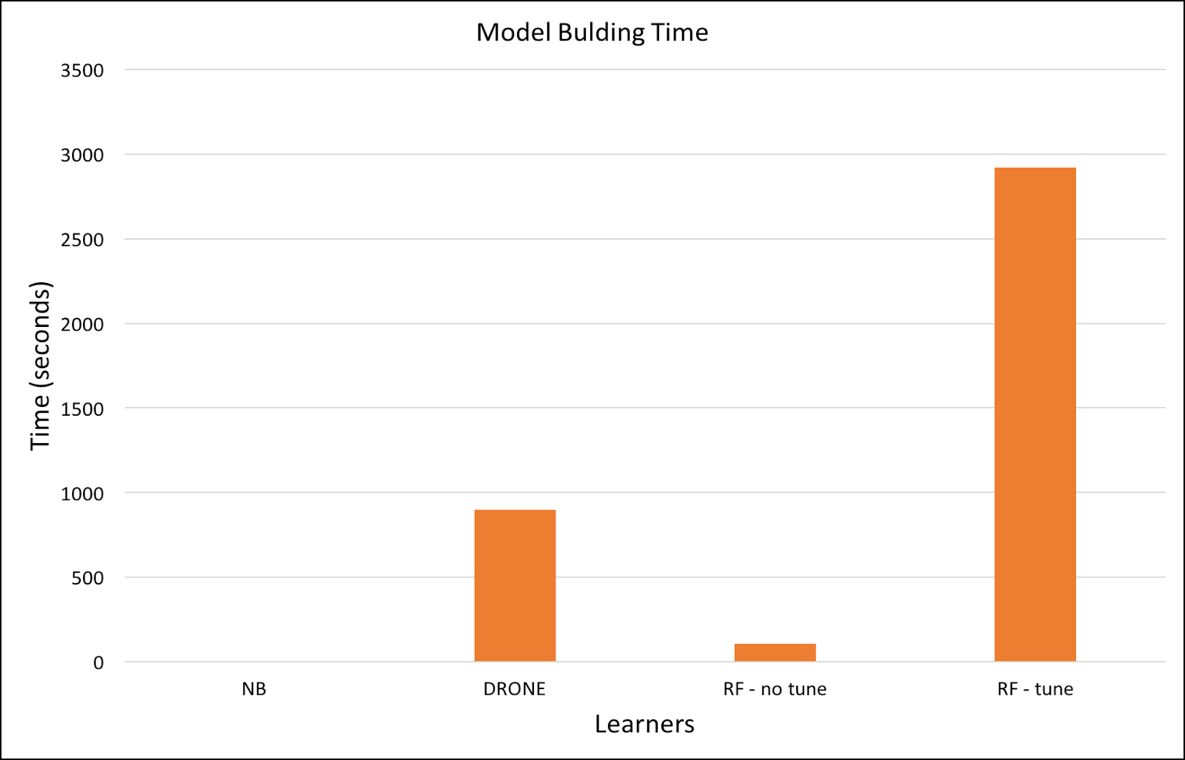 Model Bulding Time
3500
3000
2500
2000
1500
1000
500
0
Time (seconds)
NB DRONE RF - no tune RF - tune
Learners